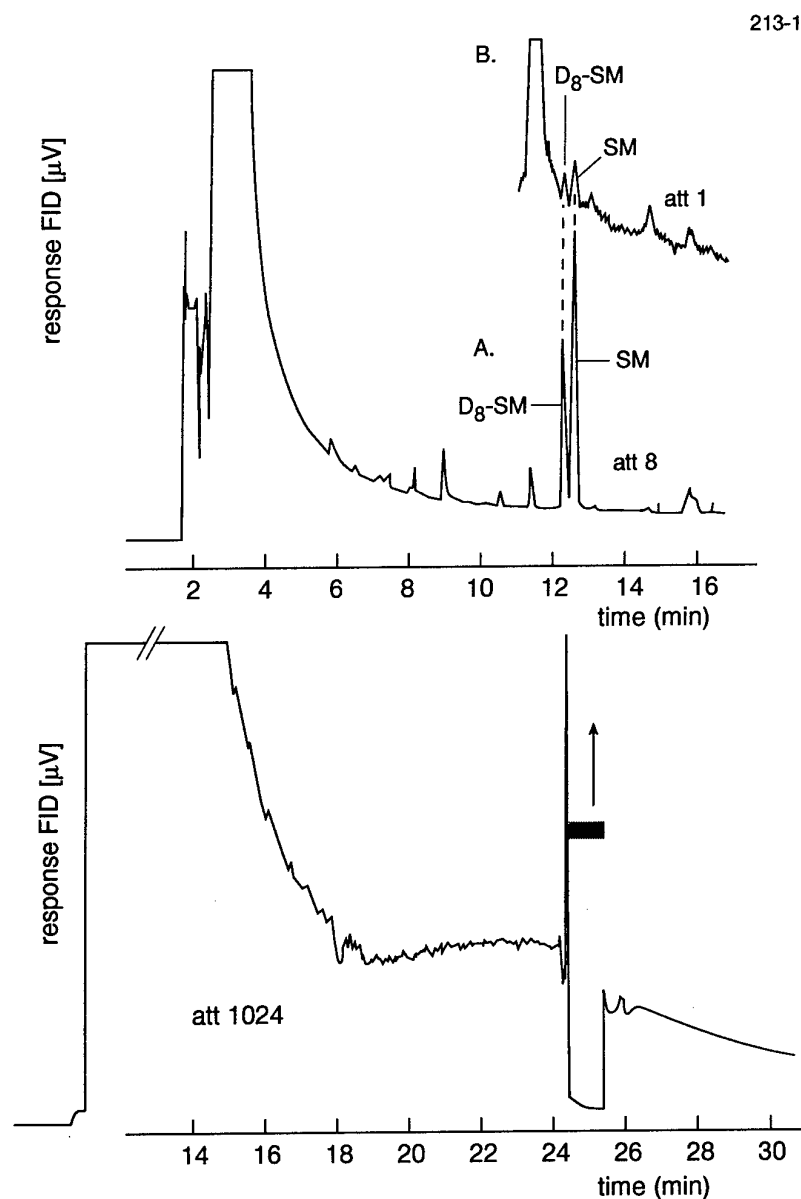 213-1
B.
D₈-SM
SM
att 1
response FID [μV]
A.
SM
D₈-SM
att 8
2 4 6 8 10 12 14 16
time (min)
response FID [μV]
att 1024
14 16 18 20 22 24 26 28 30
time (min)